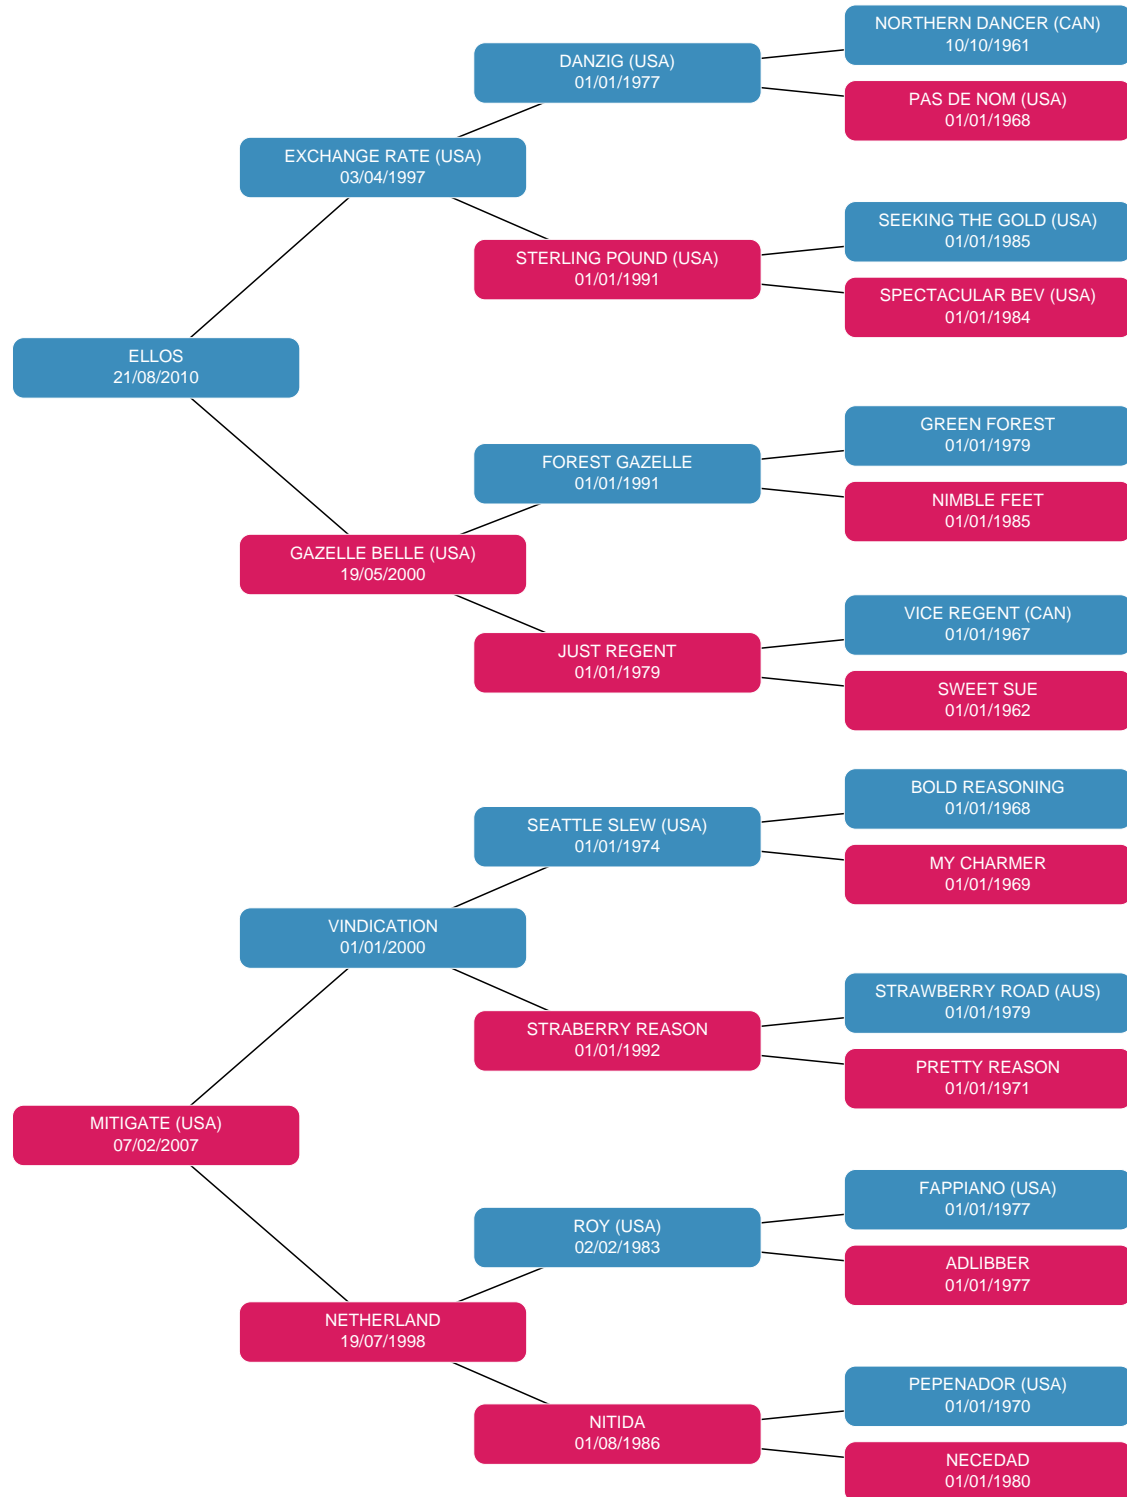 NORTHERN DANCER (CAN)
10/10/1961
DANZIG (USA)
01/01/1977
PAS DE NOM (USA)
01/01/1968
EXCHANGE RATE (USA)
03/04/1997
SEEKING THE GOLD (USA)
01/01/1985
STERLING POUND (USA)
01/01/1991
SPECTACULAR BEV (USA)
01/01/1984
ELLOS
21/08/2010
GREEN FOREST
01/01/1979
FOREST GAZELLE
01/01/1991
NIMBLE FEET
01/01/1985
GAZELLE BELLE (USA)
19/05/2000
VICE REGENT (CAN)
01/01/1967
JUST REGENT
01/01/1979
SWEET SUE
01/01/1962
BOLD REASONING
01/01/1968
SEATTLE SLEW (USA)
01/01/1974
MY CHARMER
01/01/1969
VINDICATION
01/01/2000
STRAWBERRY ROAD (AUS)
01/01/1979
STRABERRY REASON
01/01/1992
PRETTY REASON
01/01/1971
MITIGATE (USA)
07/02/2007
FAPPIANO (USA)
01/01/1977
ROY (USA)
02/02/1983
ADLIBBER
01/01/1977
NETHERLAND
19/07/1998
PEPENADOR (USA)
01/01/1970
NITIDA
01/08/1986
NECEDAD
01/01/1980